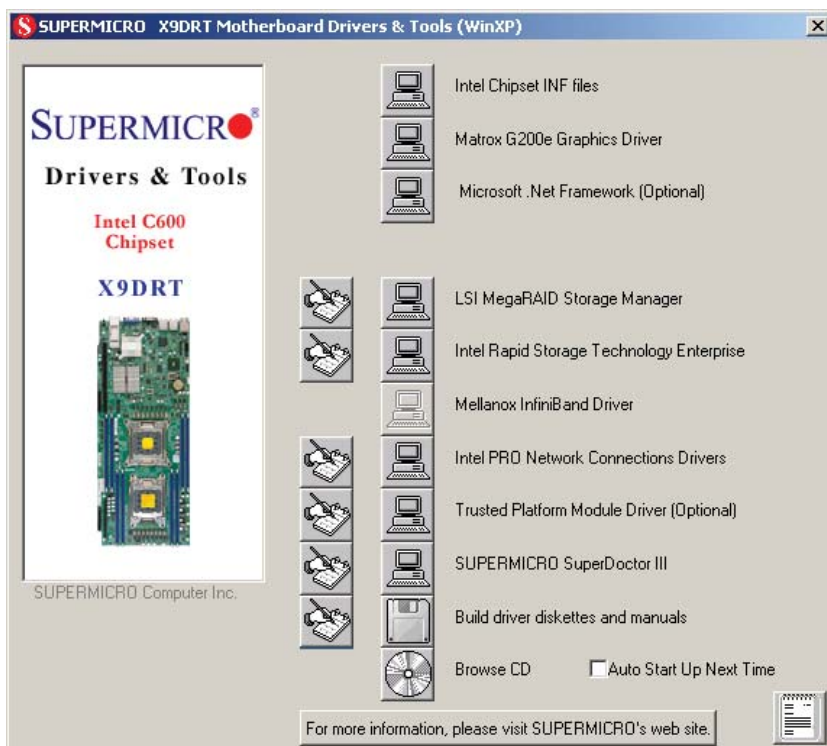 SUPERMICRO X9DRT Motherboard Drivers & Tools (WinXP)
SUPERMICRO®
Drivers & Tools
Intel C600
Chipset
X9DRT
SUPERMICRO Computer Inc.
Intel Chipset INF files
Matrox G200e Graphics Driver
Microsoft .Net Framework (Optional)
LSI MegaRAID Storage Manager
Intel Rapid Storage Technology Enterprise
Mellanox InfiniBand Driver
Intel PRO Network Connections Drivers
Trusted Platform Module Driver (Optional)
SUPERMICRO SuperDoctor III
Build driver diskettes and manuals
Browse CD Auto Start Up Next Time
For more information, please visit SUPERMICRO's web site.